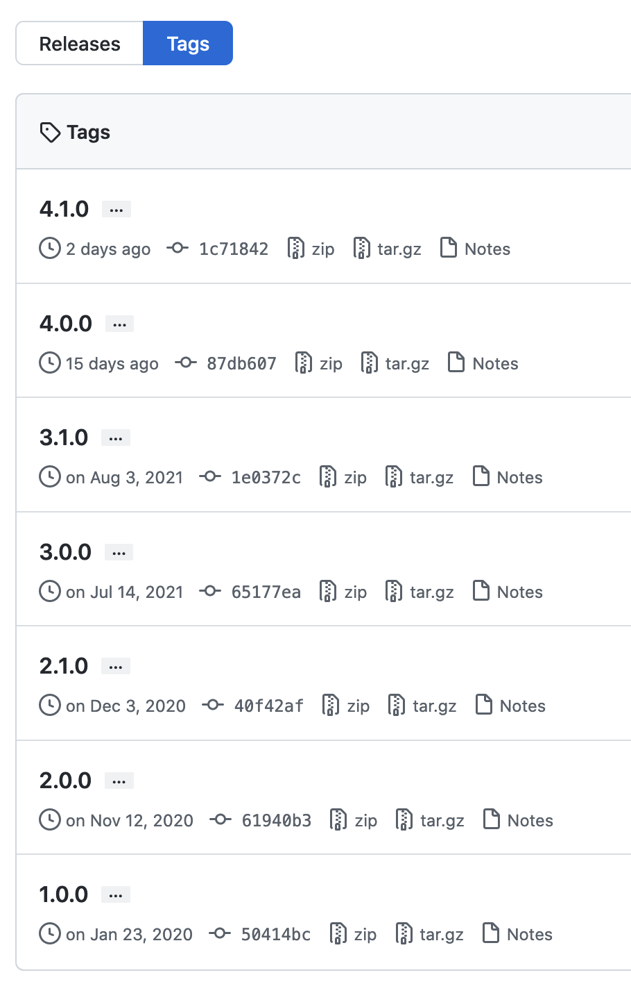 Releases Tags
Tags
4.1.0 ...
2 days ago 1c71842 zip tar.gz Notes
4.0.0 ...
15 days ago 87db607 zip tar.gz Notes
3.1.0 ...
on Aug 3, 2021 1e0372c zip tar.gz Notes
3.0.0 ...
on Jul 14, 2021 65177ea zip tar.gz Notes
2.1.0 ...
on Dec 3, 2020 40f42af zip tar.gz Notes
2.0.0 ...
on Nov 12, 2020 61940b3 zip tar.gz Notes
1.0.0 ...
on Jan 23, 2020 50414bc zip tar.gz Notes